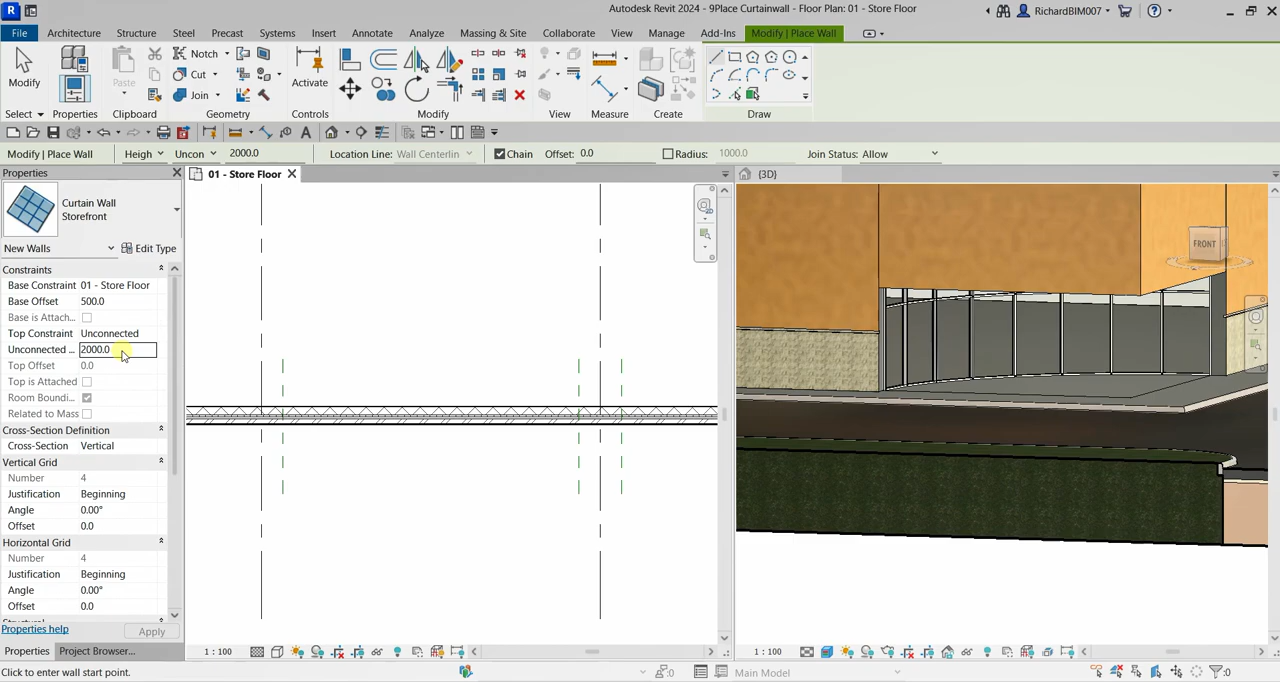 Autodesk Revit 2024 - 9Place Curtainwall - Floor Plan: 01 - Store Floor
RichardBIM007
File Architecture Structure Steel Precast Systems Insert Annotate Analyze Massing & Site Collaborate View Manage Add-Ins Modify | Place Wall
Modify Paste Notch Cut Join Activate
Select Properties Clipboard Geometry Controls Modify View Measure Create Draw
Modify | Place Wall Heigh Uncon 2000.0 Location Line: Wall Centerlin Chain Offset: 0.0 Radius: 1000.0 Join Status: Allow
Properties 01 - Store Floor {3D}
Curtain Wall
Storefront
New Walls Edit Type
Constraints
Base Constraint 01 - Store Floor
Base Offset 500.0
Base is Attach...
Top Constraint Unconnected
Unconnected ... 2000.0
Top Offset 0.0
Top is Attached
Room Boundi...
Related to Mass
Cross-Section Definition
Cross-Section Vertical
Vertical Grid
Number 4
Justification Beginning
Angle 0.00°
Offset 0.0
Horizontal Grid
Number 4
Justification Beginning
Angle 0.00°
Offset 0.0
Properties help Apply
Properties Project Browser...
1 : 100 1 : 100
Click to enter wall start point. :0 Main Model :0
FRONT